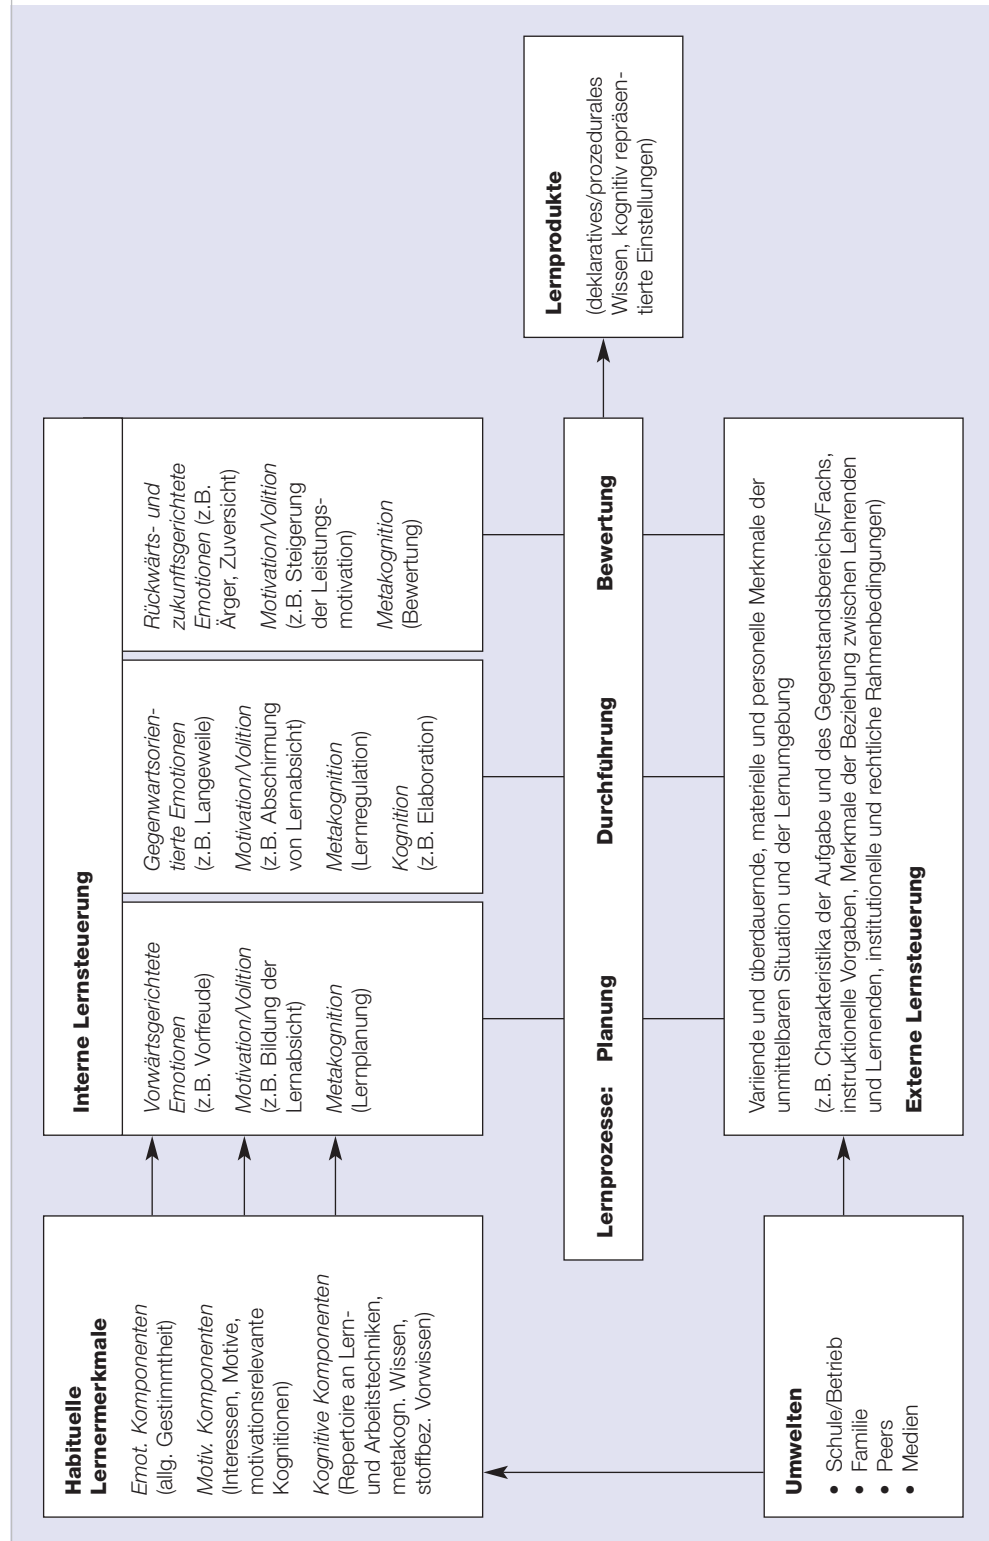 Habituelle
Lernermerkmale
Emot. Komponenten
(allg. Gestimmtheit)
Motiv. Komponenten
(Interessen, Motive,
motivationsrelevante
Kognitionen)
Kognitive Komponenten
(Repertoire an Lern-
und Arbeitstechniken,
metakogn. Wissen,
stoffbez. Vorwissen)
Interne Lernsteuerung
Vorwärtsgerichtete
Emotionen
(z.B. Vorfreude)
Motivation/Volition
(z.B. Bildung der
Lernabsicht)
Metakognition
(Lernplanung)
Gegenwartsorien-
tierte Emotionen
(z.B. Langeweile)
Motivation/Volition
(z.B. Abschirmung
von Lernabsicht)
Metakognition
(Lernregulation)
Kognition
(z.B. Elaboration)
Rückwärts- und
zukunftsgerichtete
Emotionen (z.B.
Ärger, Zuversicht)
Motivation/Volition
(z.B. Steigerung
der Leistungs-
motivation)
Metakognition
(Bewertung)
Lernprozesse: Planung Durchführung Bewertung
Lernprodukte
(deklaratives/prozedurales
Wissen, kognitiv repräsen-
tierte Einstellungen)
Umwelten
• Schule/Betrieb
• Familie
• Peers
• Medien
Variiende und überdauernde, materielle und personelle Merkmale der
unmittelbaren Situation und der Lernumgebung
(z.B. Charakteristika der Aufgabe und des Gegenstandsbereichs/Fachs,
instruktionelle Vorgaben, Merkmale der Beziehung zwischen Lehrenden
und Lernenden, institutionelle und rechtliche Rahmenbedingungen)
Externe Lernsteuerung